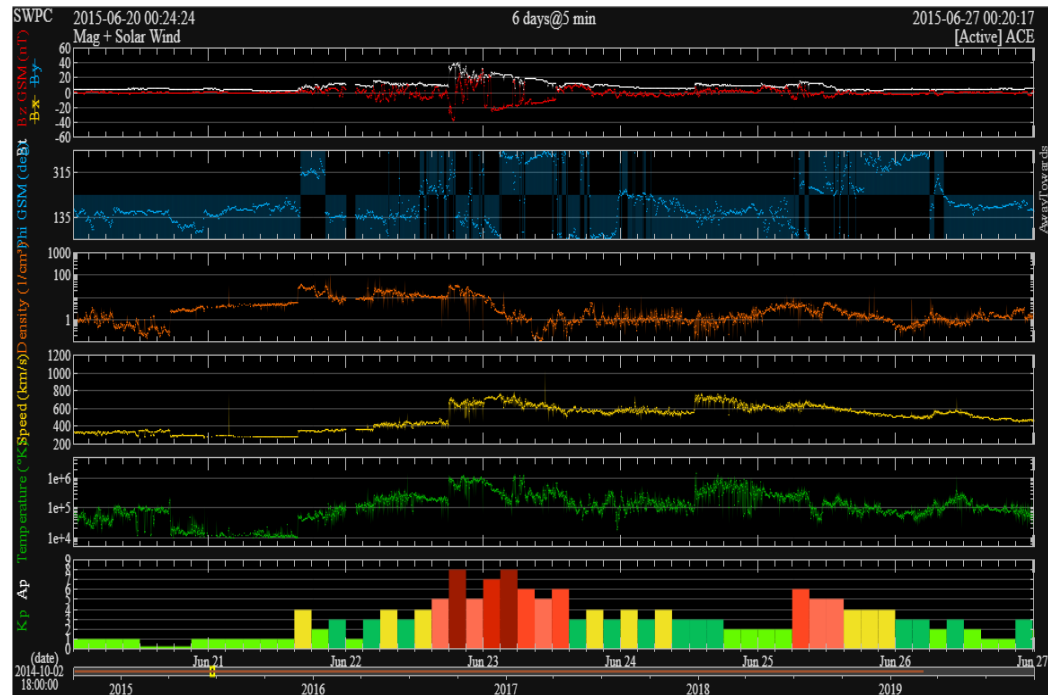 SWPC 2015-06-20 00:24:24 6 days@5 min 2015-06-27 00:20:17
Mag + Solar Wind [Active] ACE
Bz GSM (nT)
Bx By
60
40
20
0
-20
-40
-60
Bt
Phi GSM (deg)
315
135
AwayTowards
Density (1/cm³)
1000
100
1
Speed (km/s)
1200
1000
800
600
400
200
Temperature (°K)
1e+6
1e+5
1e+4
Kp Ap
9
8
7
6
5
4
3
2
1
0
(date) Jun 21 Jun 22 Jun 23 Jun 24 Jun 25 Jun 26 Jun 27
2014-10-02
18:00:00
2015 2016 2017 2018 2019